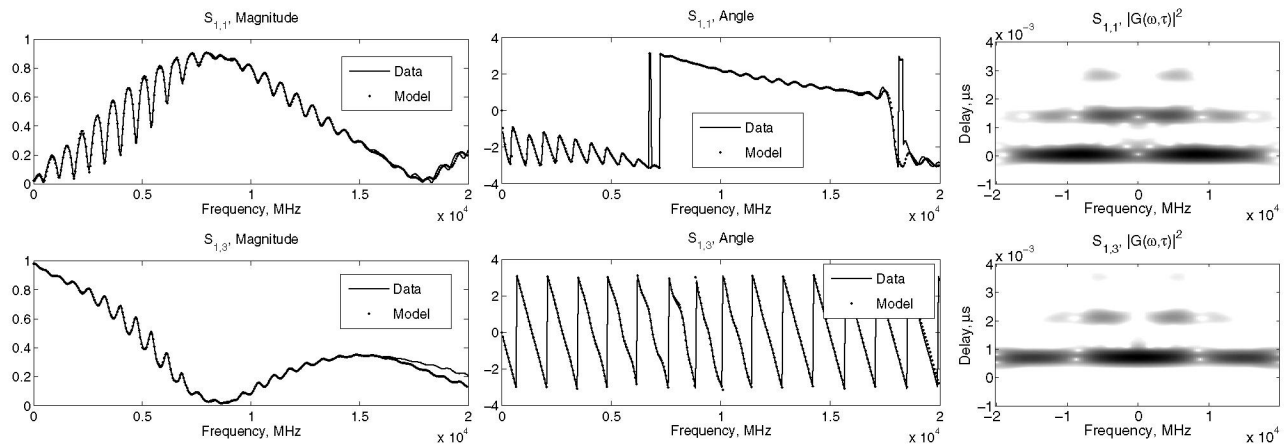 S1,1, Magnitude
1
0.8
0.6
0.4
0.2
0
Data
Model
0 0.5 1 1.5 2
Frequency, MHz
x 10^4
S1,1, Angle
4
2
0
−2
−4
Data
Model
0 0.5 1 1.5 2
Frequency, MHz
x 10^4
S1,1, |G(ω,τ)|^2
x 10^−3
4
3
2
1
0
−1
Delay, μs
−2 −1 0 1
Frequency, MHz
x 10^4
S1,3, Magnitude
1
0.8
0.6
0.4
0.2
0
Data
Model
0 0.5 1 1.5 2
Frequency, MHz
x 10^4
S1,3, Angle
4
2
0
−2
−4
Data
Model
0 0.5 1 1.5 2
Frequency, MHz
x 10^4
S1,3, |G(ω,τ)|^2
x 10^−3
4
3
2
1
0
−1
Delay, μs
−2 −1 0 1
Frequency, MHz
x 10^4